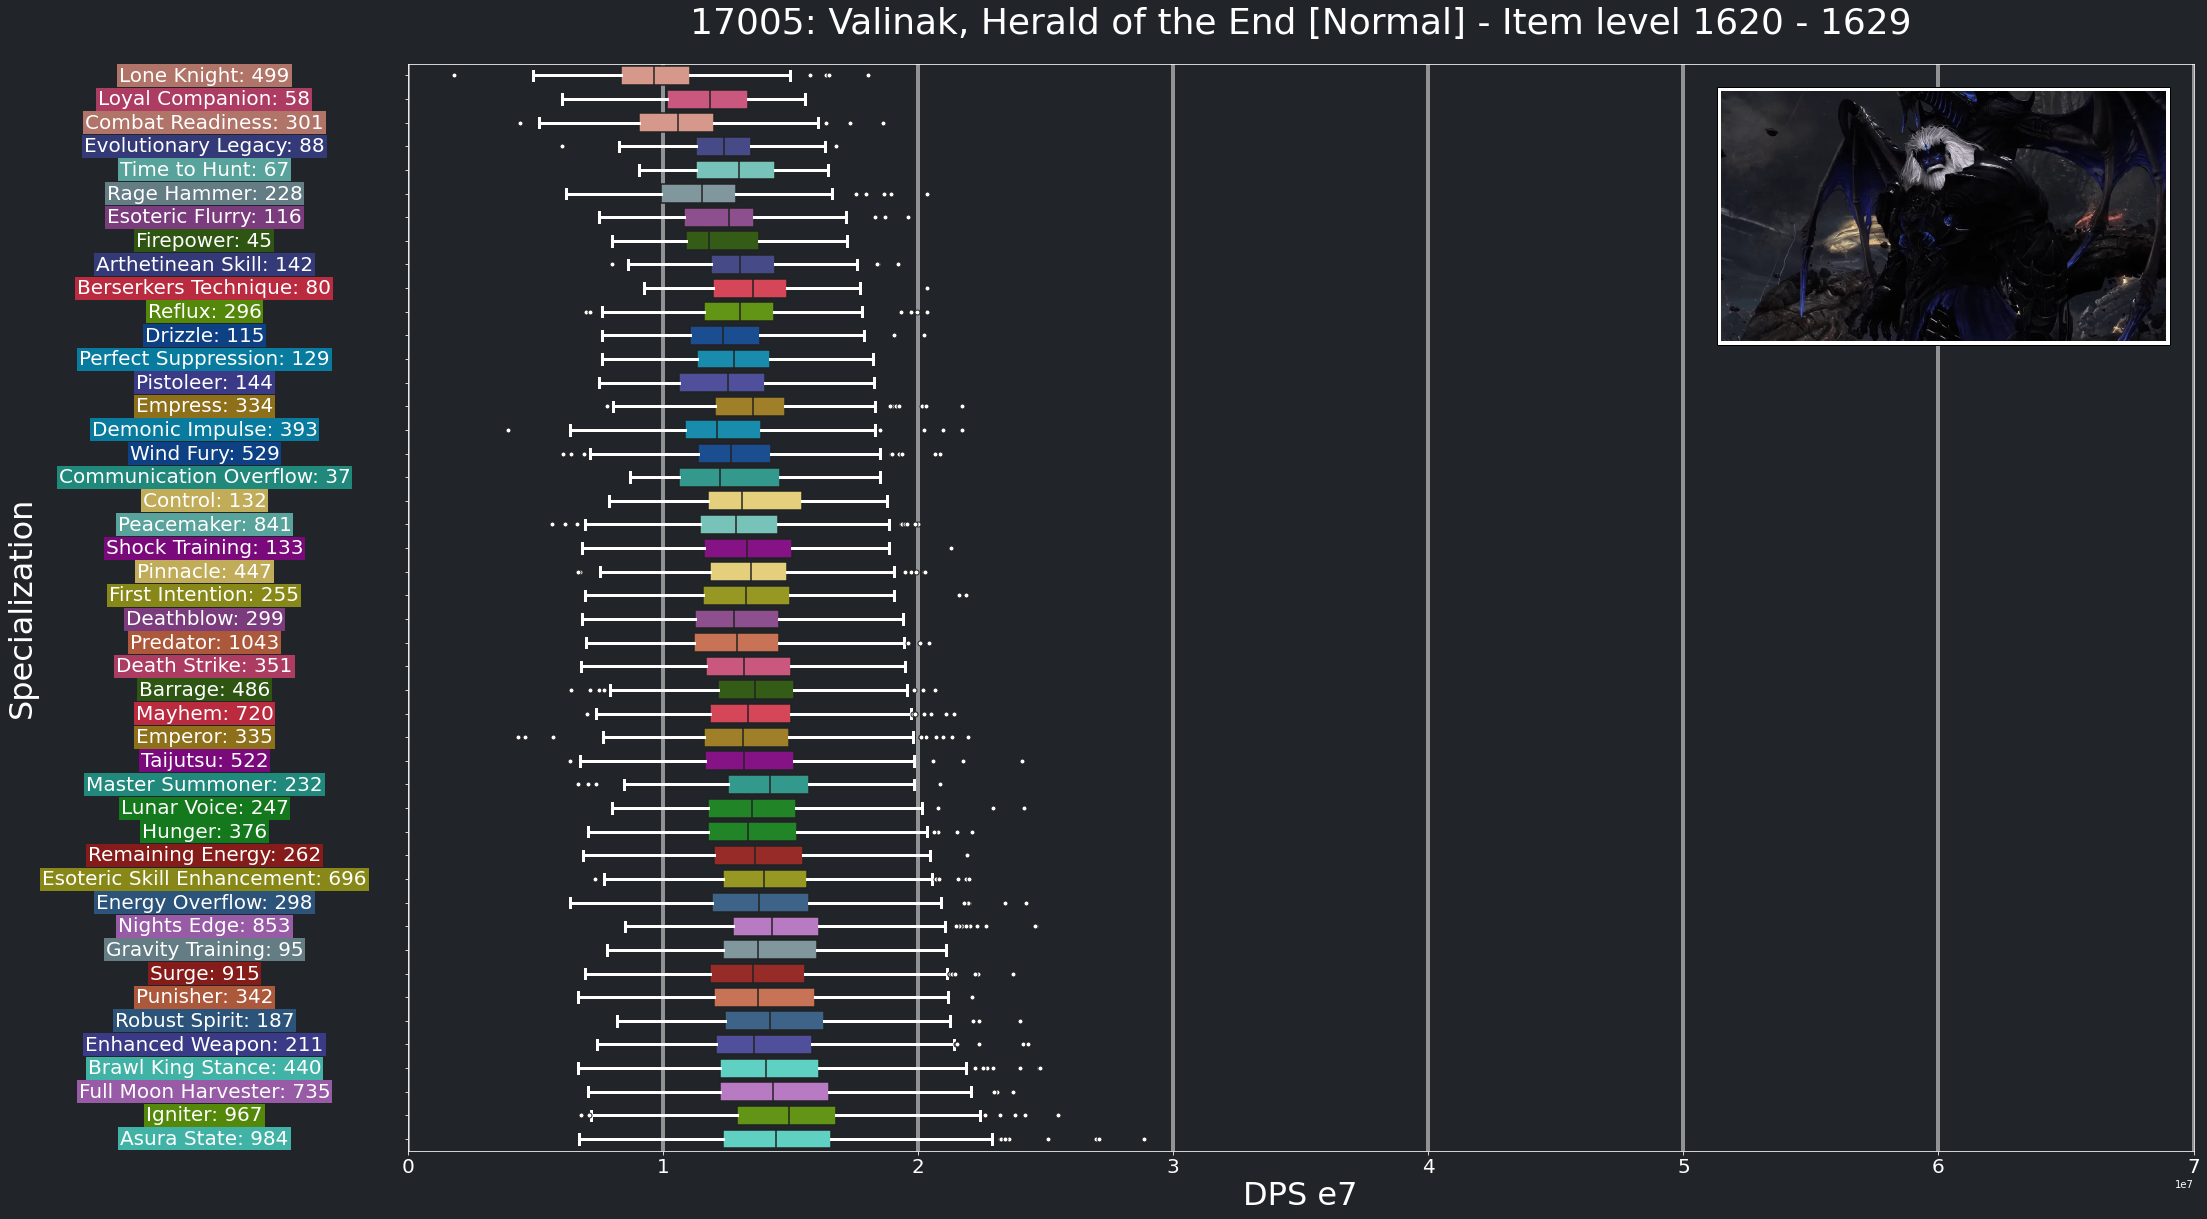 17005: Valinak, Herald of the End [Normal] - Item level 1620 - 1629
Lone Knight: 499
Loyal Companion: 58
Combat Readiness: 301
Evolutionary Legacy: 88
Time to Hunt: 67
Rage Hammer: 228
Esoteric Flurry: 116
Firepower: 45
Arthetinean Skill: 142
Berserkers Technique: 80
Reflux: 296
Drizzle: 115
Perfect Suppression: 129
Pistoleer: 144
Empress: 334
Demonic Impulse: 393
Wind Fury: 529
Communication Overflow: 37
Control: 132
Peacemaker: 841
Shock Training: 133
Pinnacle: 447
First Intention: 255
Deathblow: 299
Predator: 1043
Death Strike: 351
Barrage: 486
Mayhem: 720
Emperor: 335
Taijutsu: 522
Master Summoner: 232
Lunar Voice: 247
Hunger: 376
Remaining Energy: 262
Esoteric Skill Enhancement: 696
Energy Overflow: 298
Nights Edge: 853
Gravity Training: 95
Surge: 915
Punisher: 342
Robust Spirit: 187
Enhanced Weapon: 211
Brawl King Stance: 440
Full Moon Harvester: 735
Igniter: 967
Asura State: 984
Specialization
0 1 2 3 4 5 6 7
1e7
DPS e7